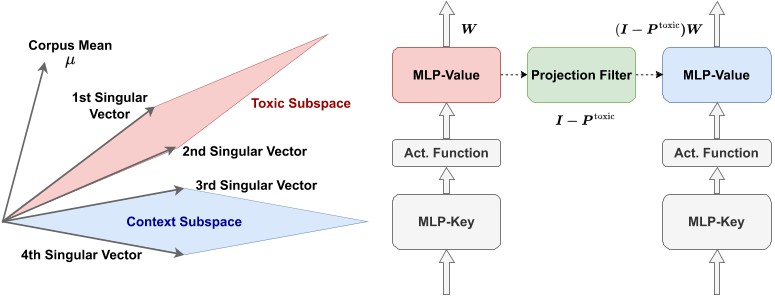 Corpus Mean
μ
1st Singular
Vector
Toxic Subspace
2nd Singular Vector
3rd Singular Vector
Context Subspace
4th Singular Vector
W
MLP-Value
Act. Function
MLP-Key
Projection Filter
I − P^toxic
(I − P^toxic)W
MLP-Value
Act. Function
MLP-Key